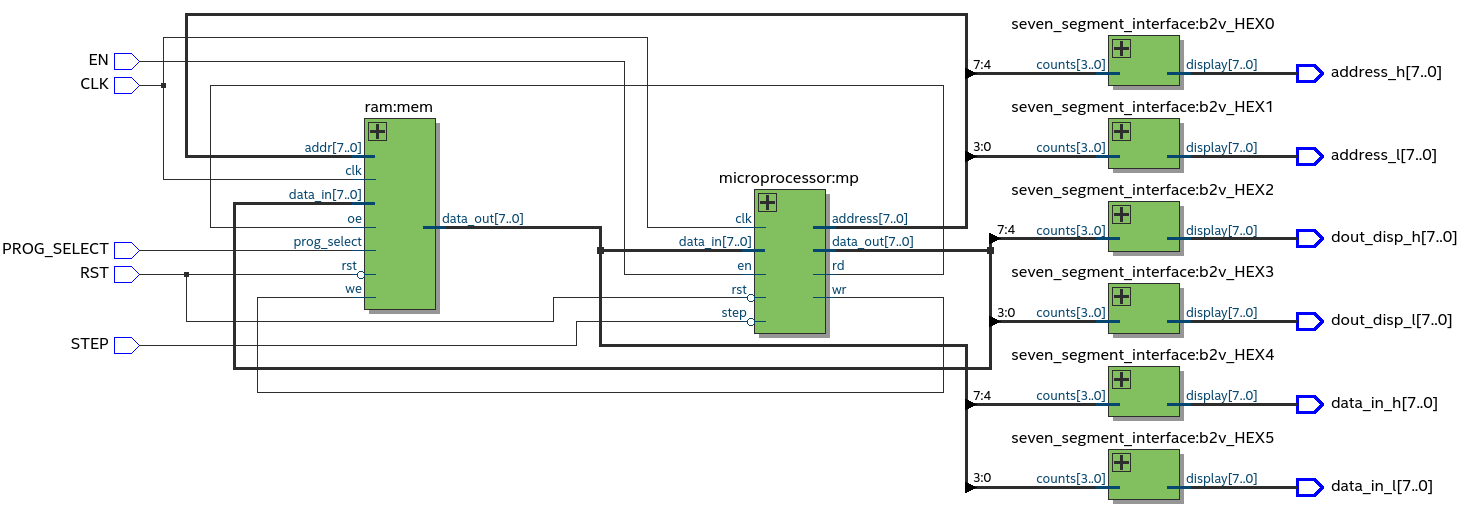 EN
CLK
PROG_SELECT
RST
STEP
ram:mem
addr[7..0]
clk
data_in[7..0]
oe
prog_select
rst
we
data_out[7..0]
microprocessor:mp
clk
data_in[7..0]
en
rst
step
address[7..0]
data_out[7..0]
rd
wr
seven_segment_interface:b2v_HEX0
7:4
counts[3..0]
display[7..0]
address_h[7..0]
seven_segment_interface:b2v_HEX1
3:0
counts[3..0]
display[7..0]
address_l[7..0]
seven_segment_interface:b2v_HEX2
7:4
counts[3..0]
display[7..0]
dout_disp_h[7..0]
seven_segment_interface:b2v_HEX3
3:0
counts[3..0]
display[7..0]
dout_disp_l[7..0]
seven_segment_interface:b2v_HEX4
7:4
counts[3..0]
display[7..0]
data_in_h[7..0]
seven_segment_interface:b2v_HEX5
3:0
counts[3..0]
display[7..0]
data_in_l[7..0]